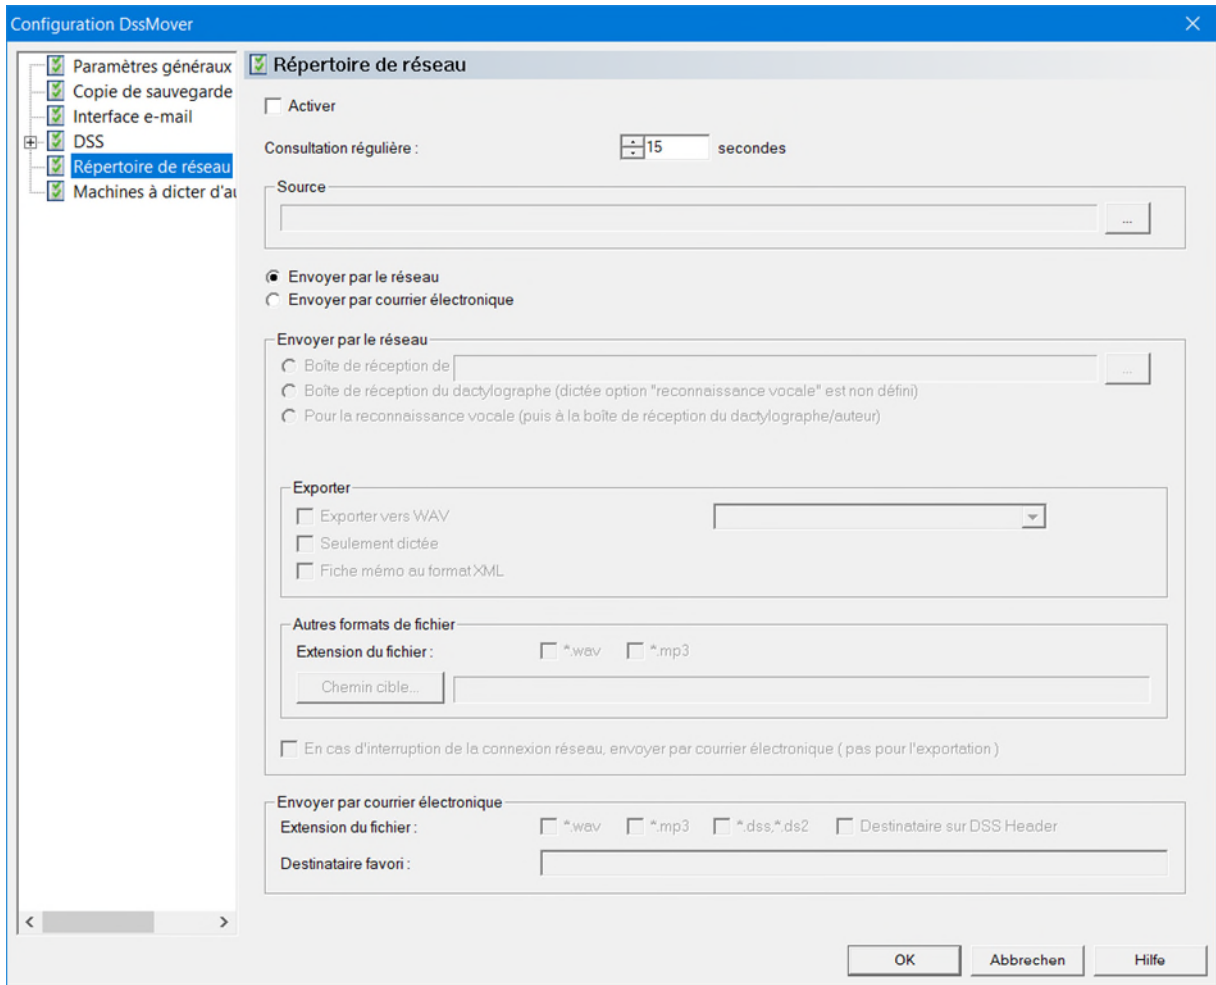 Configuration DssMover
Paramètres généraux
Copie de sauvegarde
Interface e-mail
DSS
Répertoire de réseau
Machines à dicter d'au
Répertoire de réseau
Activer
Consultation régulière : 15 secondes
Source
...
Envoyer par le réseau
Envoyer par courrier électronique
Envoyer par le réseau
Boîte de réception de ...
Boîte de réception du dactylographe (dictée option "reconnaissance vocale" est non défini)
Pour la reconnaissance vocale (puis à la boîte de réception du dactylographe/auteur)
Exporter
Exporter vers WAV
Seulement dictée
Fiche mémo au format XML
Autres formats de fichier
Extension du fichier : *.wav *.mp3
Chemin cible...
En cas d'interruption de la connexion réseau, envoyer par courrier électronique ( pas pour l'exportation )
Envoyer par courrier électronique
Extension du fichier : *.wav *.mp3 *.dss,*.ds2 Destinataire sur DSS Header
Destinataire favori :
OK Abbrechen Hilfe